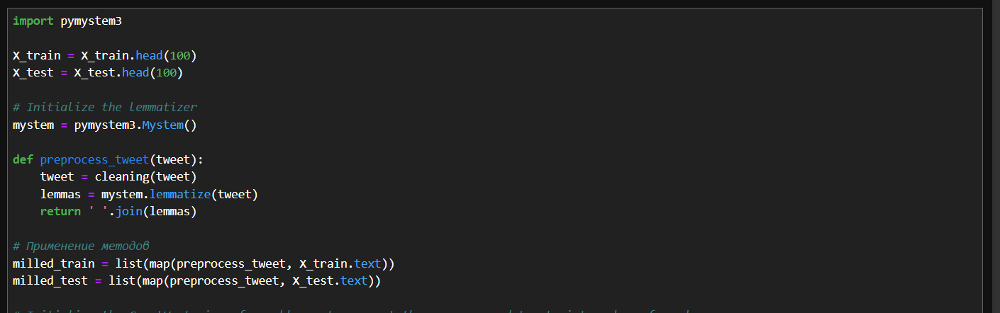 import pymystem3
X_train = X_train.head(100)
X_test = X_test.head(100)
# Initialize the lemmatizer
mystem = pymystem3.Mystem()
def preprocess_tweet(tweet):
    tweet = cleaning(tweet)
    lemmas = mystem.lemmatize(tweet)
    return ' '.join(lemmas)
# Применение методов
milled_train = list(map(preprocess_tweet, X_train.text))
milled_test = list(map(preprocess_tweet, X_test.text))